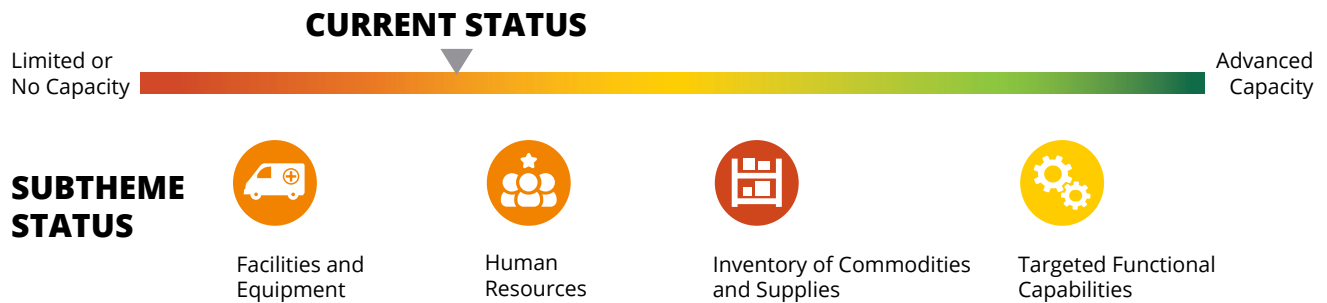 CURRENT STATUS
Limited or
No Capacity
Advanced
Capacity
SUBTHEME
STATUS
Facilities and
Equipment
Human
Resources
Inventory of Commodities
and Supplies
Targeted Functional
Capabilities